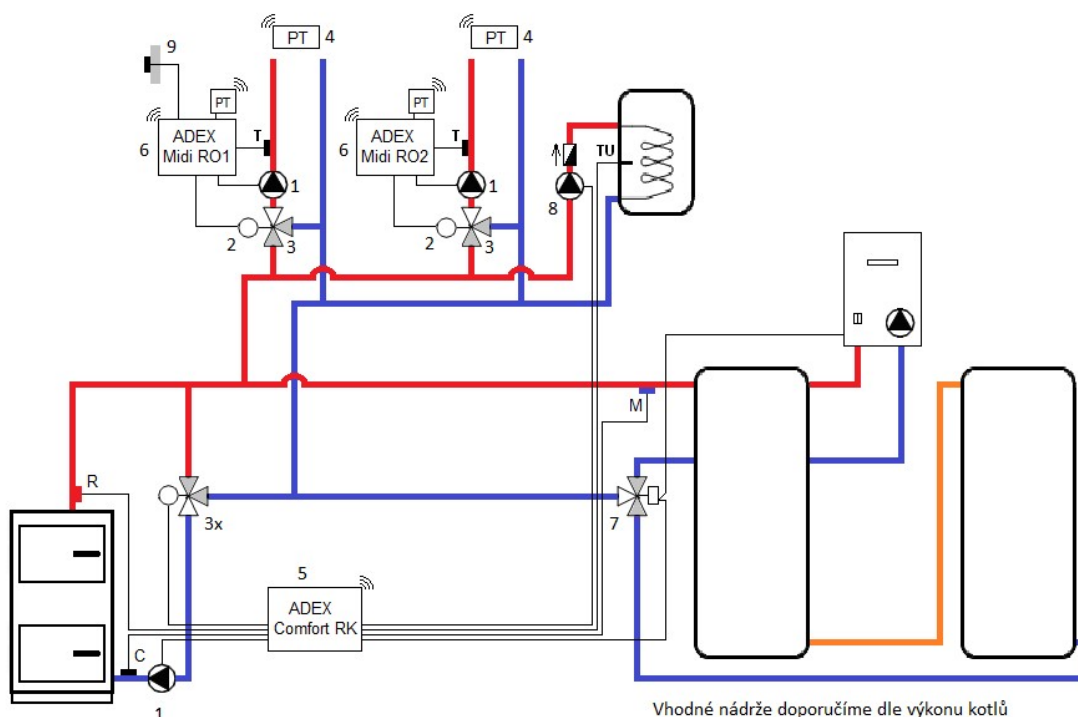 PT 4 PT 4
9
PT PT
ADEX
Midi RO1
ADEX
Midi RO2
6 T 6 T TU
1 1 8
2 3 2 3
M
R
3x 7
5
ADEX
Comfort RK
C
1
Vhodné nádrže doporučíme dle výkonu kotlů